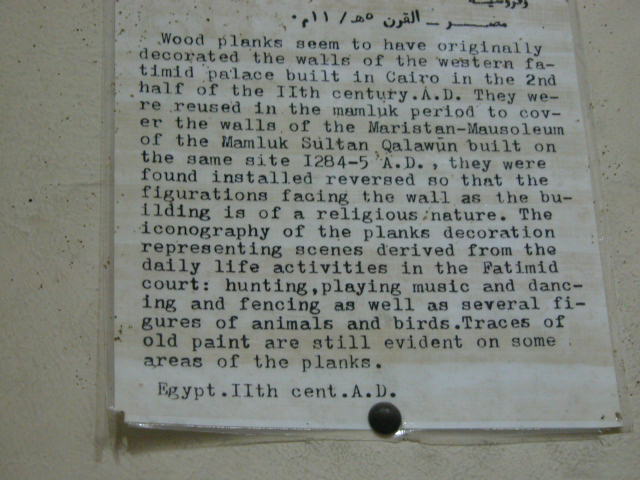 وفروسية
مصـــر ــ القرن ٥هـ/ ١١م٠
Wood planks seem to have originally
decorated the walls of the western fa-
timid palace built in Cairo in the 2nd
half of the IIth century.A.D. They we-
re reused in the mamluk period to cov-
er the walls of the Maristan-Mausoleum
of the Mamluk Sultan Qalawūn built on
the same site I284-5 A.D., they were
found installed reversed so that the
figurations facing the wall as the bu-
ilding is of a religious nature. The
iconography of the planks decoration
representing scenes derived from the
daily life activities in the Fatimid
court: hunting,playing music and danc-
ing and fencing as well as several fi-
gures of animals and birds.Traces of
old paint are still evident on some
areas of the planks.
Egypt.IIth cent.A.D.